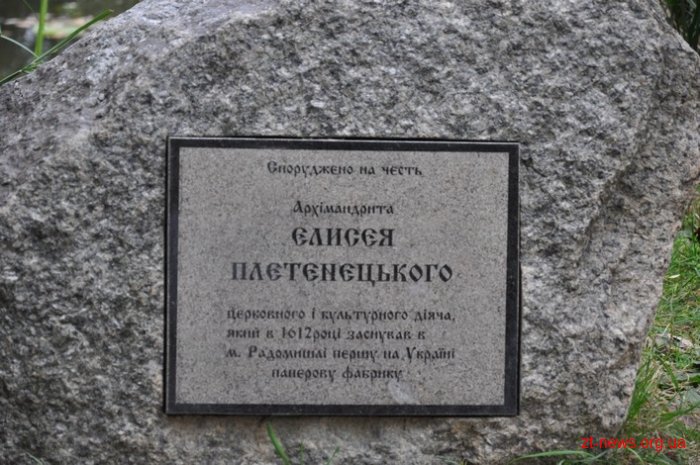 Споруджено на честь
Архімандрита
ЄЛИСЕЯ
ПЛЕТЕНЕЦЬКОГО
церковного і культурного діяча,
який в 1612році заснував в
м. Радомишлі першу на Україні
паперову фабрику
zt-news.org.ua